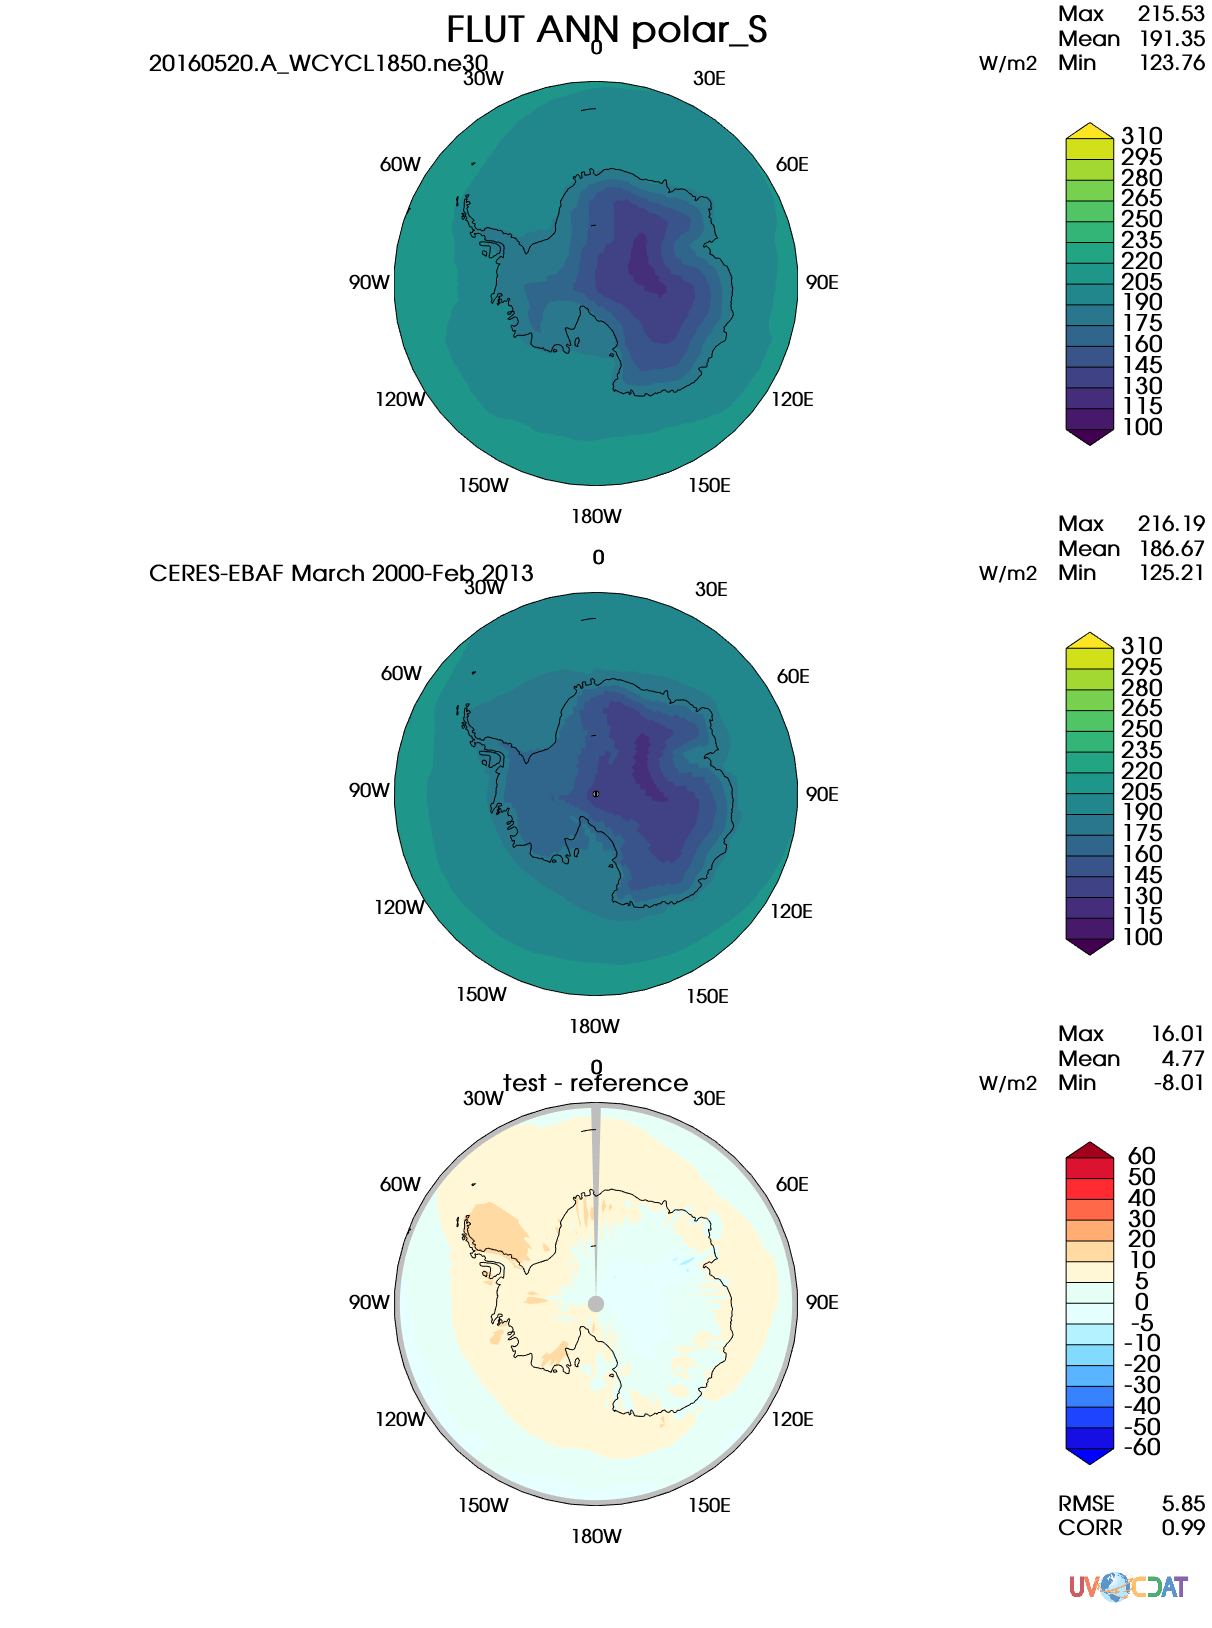 FLUT ANN polar_S
20160520.A_WCYCL1850.ne30
W/m2
Max 215.53
Mean 191.35
Min 123.76
0
30W
30E
60W
60E
90W
90E
120W
120E
150W
150E
180W
310
295
280
265
250
235
220
205
190
175
160
145
130
115
100
CERES-EBAF March 2000-Feb 2013
W/m2
Max 216.19
Mean 186.67
Min 125.21
0
30W
30E
60W
60E
90W
90E
120W
120E
150W
150E
180W
310
295
280
265
250
235
220
205
190
175
160
145
130
115
100
test - reference
W/m2
Max 16.01
Mean 4.77
Min -8.01
0
30W
30E
60W
60E
90W
90E
120W
120E
150W
150E
180W
60
50
40
30
20
10
5
0
-5
-10
-20
-30
-40
-50
-60
RMSE 5.85
CORR 0.99
UVCDAT